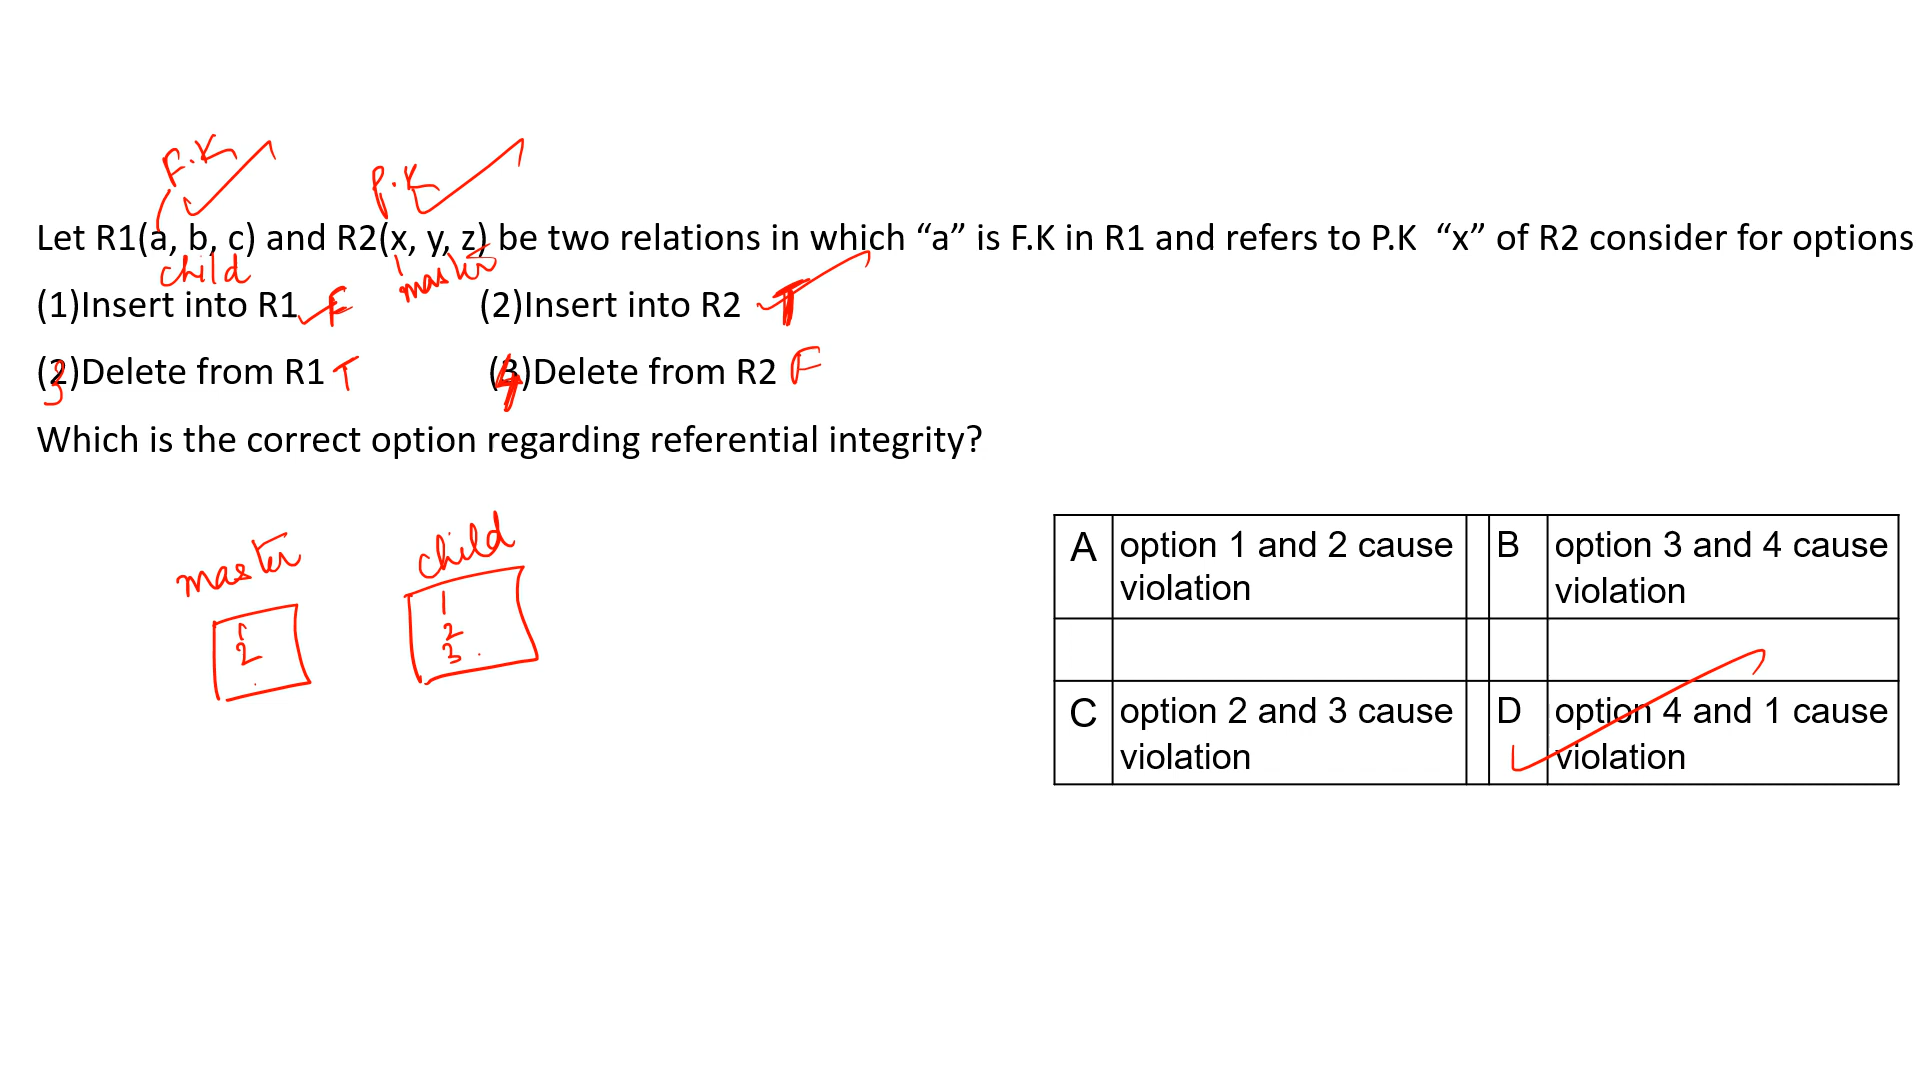 F.K
P.K
Let R1(a, b, c) and R2(x, y, z) be two relations in which “a” is F.K in R1 and refers to P.K “x” of R2 consider for options
child
master
(1)Insert into R1 F (2)Insert into R2 T
(3)Delete from R1 T (4)Delete from R2 F
Which is the correct option regarding referential integrity?
master
1
2
child
1
2
3
A option 1 and 2 cause
violation
B option 3 and 4 cause
violation
C option 2 and 3 cause
violation
D option 4 and 1 cause
violation